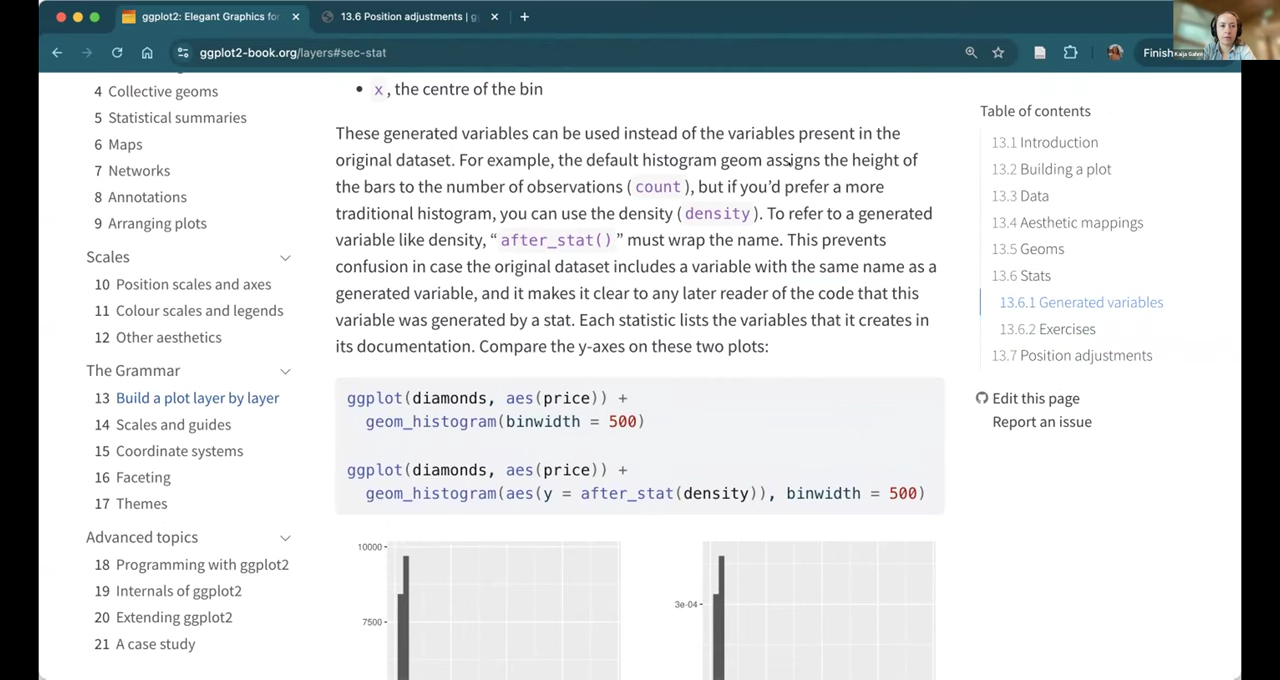 ggplot2: Elegant Graphics for
13.6 Position adjustments | g
ggplot2-book.org/layers#sec-stat
Finish
Kaija Gahm
4 Collective geoms
5 Statistical summaries
6 Maps
7 Networks
8 Annotations
9 Arranging plots
Scales
10 Position scales and axes
11 Colour scales and legends
12 Other aesthetics
The Grammar
13 Build a plot layer by layer
14 Scales and guides
15 Coordinate systems
16 Faceting
17 Themes
Advanced topics
18 Programming with ggplot2
19 Internals of ggplot2
20 Extending ggplot2
21 A case study
• x, the centre of the bin
These generated variables can be used instead of the variables present in the
original dataset. For example, the default histogram geom assigns the height of
the bars to the number of observations (count), but if you’d prefer a more
traditional histogram, you can use the density (density). To refer to a generated
variable like density, “after_stat()” must wrap the name. This prevents
confusion in case the original dataset includes a variable with the same name as a
generated variable, and it makes it clear to any later reader of the code that this
variable was generated by a stat. Each statistic lists the variables that it creates in
its documentation. Compare the y-axes on these two plots:
ggplot(diamonds, aes(price)) +
geom_histogram(binwidth = 500)
ggplot(diamonds, aes(price)) +
geom_histogram(aes(y = after_stat(density)), binwidth = 500)
10000
7500
3e-04
Table of contents
13.1 Introduction
13.2 Building a plot
13.3 Data
13.4 Aesthetic mappings
13.5 Geoms
13.6 Stats
13.6.1 Generated variables
13.6.2 Exercises
13.7 Position adjustments
Edit this page
Report an issue